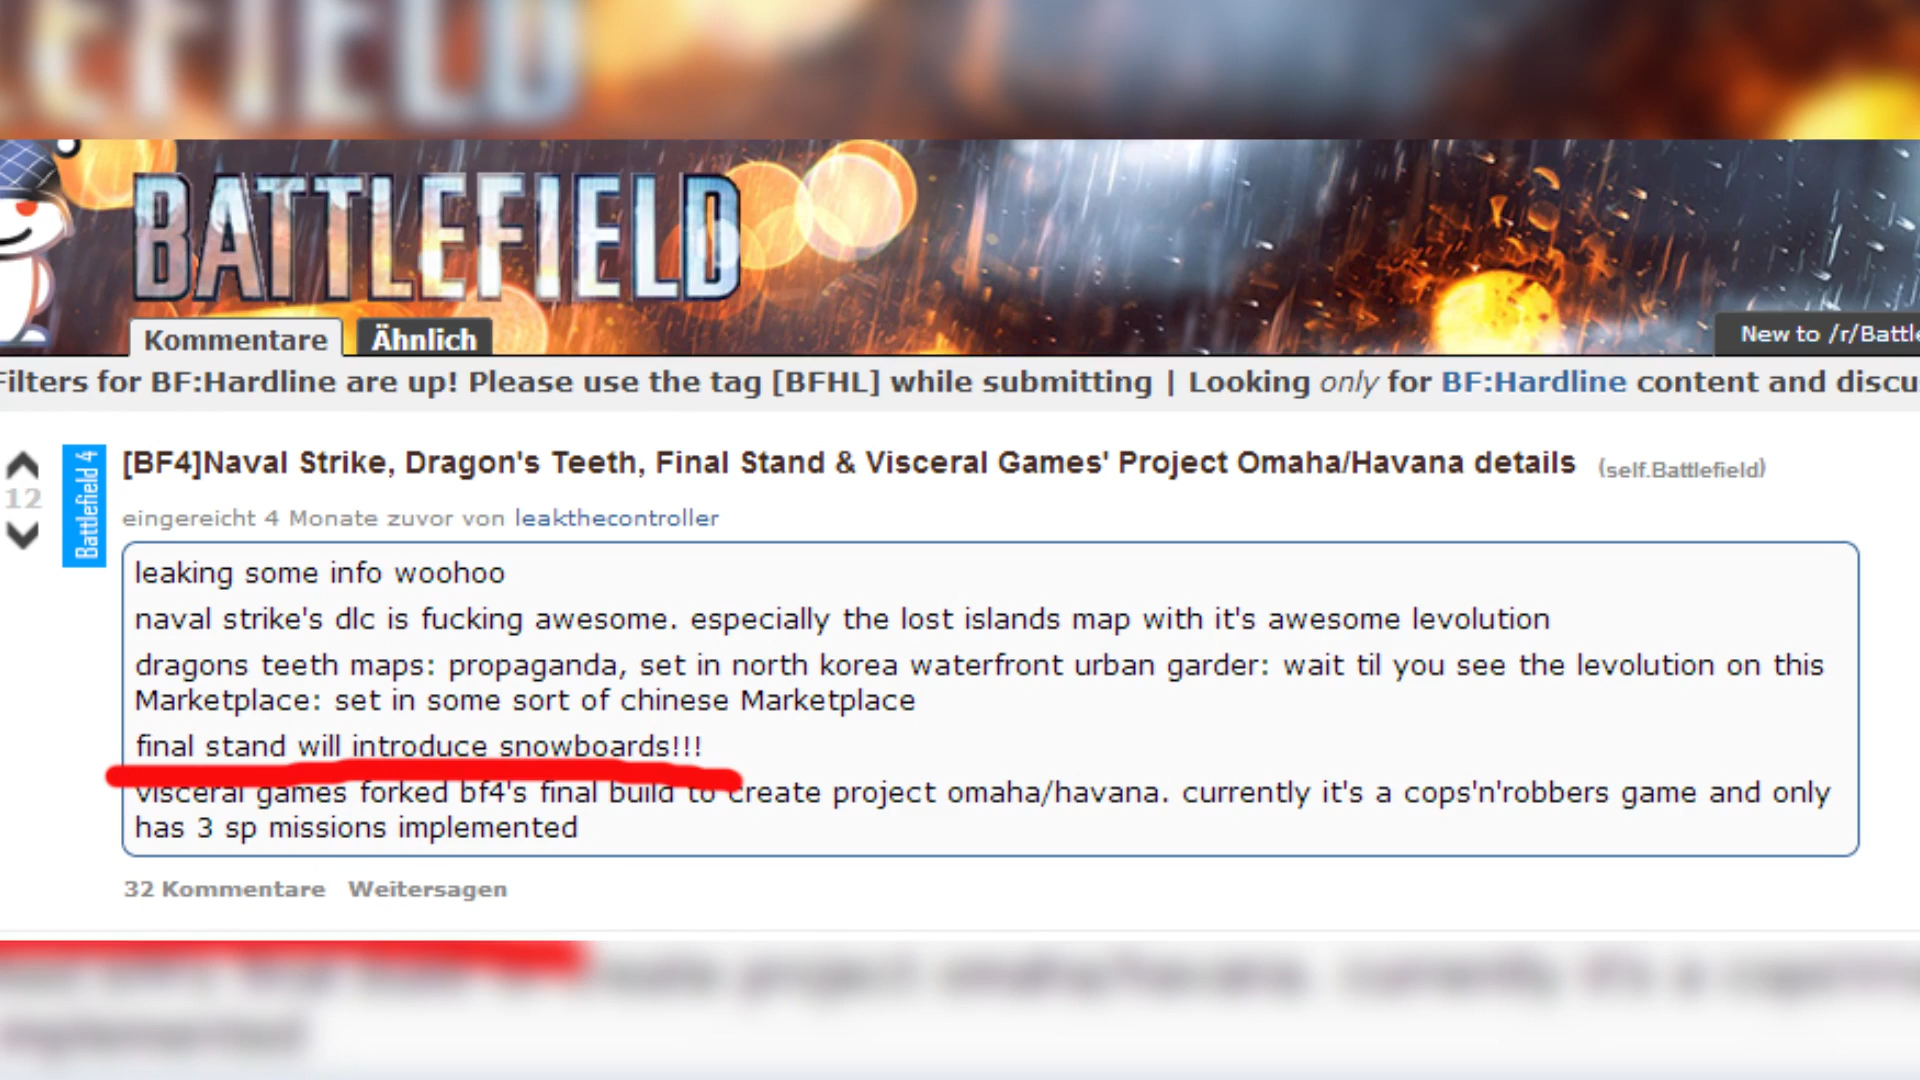 BATTLEFIELD
Kommentare Ähnlich
New to /r/Battle
Filters for BF:Hardline are up! Please use the tag [BFHL] while submitting | Looking only for BF:Hardline content and discu
[BF4]Naval Strike, Dragon's Teeth, Final Stand & Visceral Games' Project Omaha/Havana details (self.Battlefield)
12
Battlefield 4
eingereicht 4 Monate zuvor von leakthecontroller
leaking some info woohoo
naval strike's dlc is fucking awesome. especially the lost islands map with it's awesome levolution
dragons teeth maps: propaganda, set in north korea waterfront urban garder: wait til you see the levolution on this
Marketplace: set in some sort of chinese Marketplace
final stand will introduce snowboards!!!
visceral games forked bf4's final build to create project omaha/havana. currently it's a cops'n'robbers game and only
has 3 sp missions implemented
32 Kommentare Weitersagen